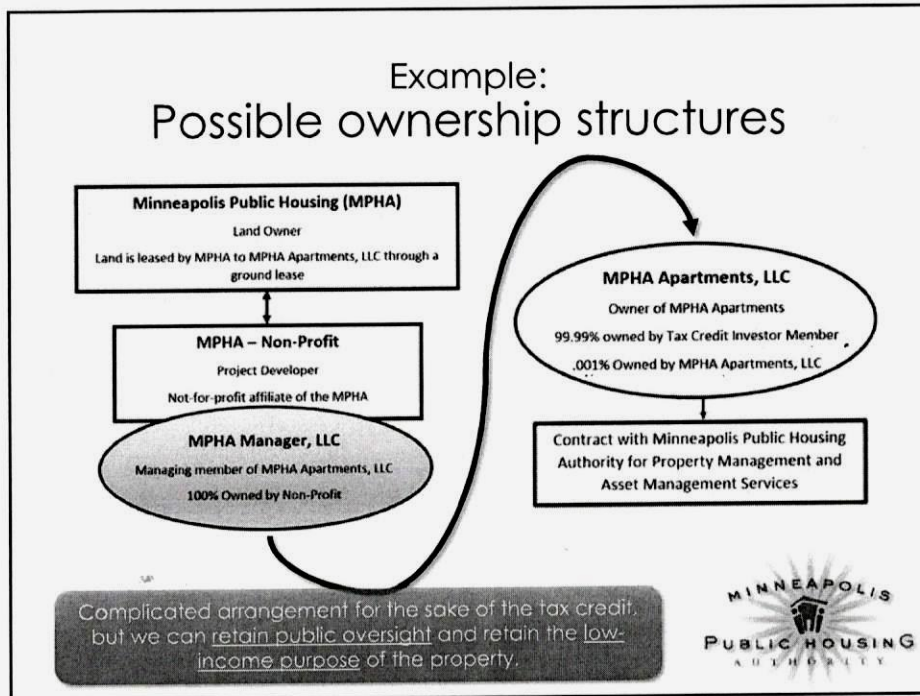 Example:
Possible ownership structures
Minneapolis Public Housing (MPHA)
Land Owner
Land is leased by MPHA to MPHA Apartments, LLC through a
ground lease
MPHA – Non-Profit
Project Developer
Not-for-profit affiliate of the MPHA
MPHA Manager, LLC
Managing member of MPHA Apartments, LLC
100% Owned by Non-Profit
MPHA Apartments, LLC
Owner of MPHA Apartments
99.99% owned by Tax Credit Investor Member
.001% Owned by MPHA Apartments, LLC
Contract with Minneapolis Public Housing
Authority for Property Management and
Asset Management Services
Complicated arrangement for the sake of the tax credit,
but we can retain public oversight and retain the low-
income purpose of the property.
MINNEAPOLIS
PUBLIC HOUSING
AUTHORITY